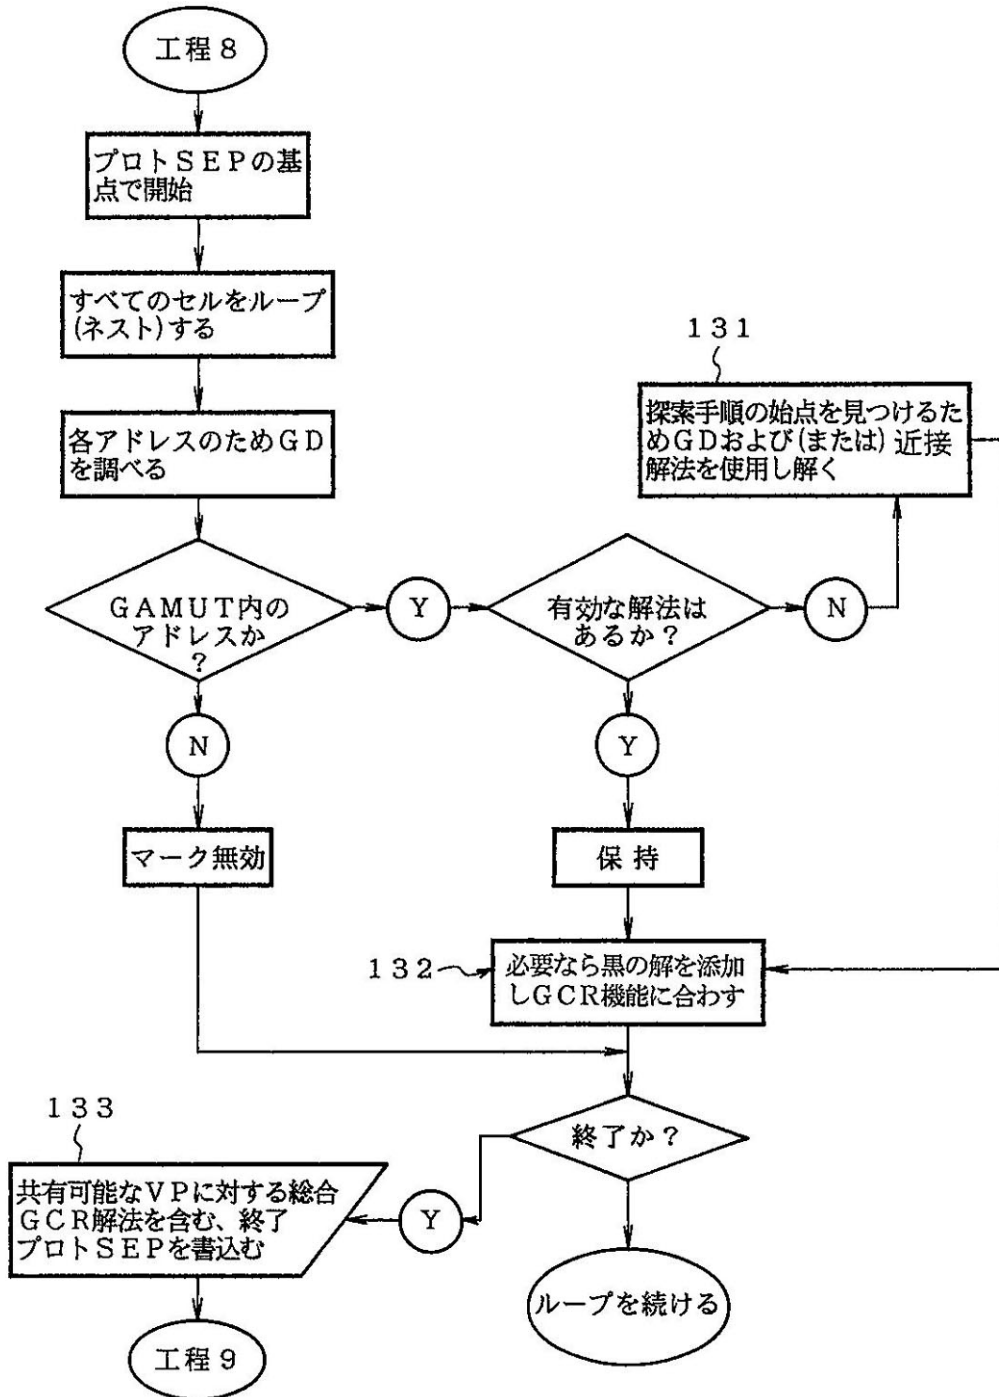 工程８
プロトＳＥＰの基
点で開始
すべてのセルをループ
(ネスト)する
各アドレスのためＧＤ
を調べる
１３１
探索手順の始点を見つけるた
めＧＤおよび(または)近接
解法を使用し解く
ＧＡＭＵＴ内の
アドレスか
？
Ｙ
有効な解法は
あるか？
Ｎ
Ｎ
Ｙ
マーク無効
保 持
１３２
必要なら黒の解を添加
しＧＣＲ機能に合わす
１３３
終了か？
共有可能なＶＰに対する総合
ＧＣＲ解法を含む、終了
プロトＳＥＰを書込む
Ｙ
ループを続ける
工程９